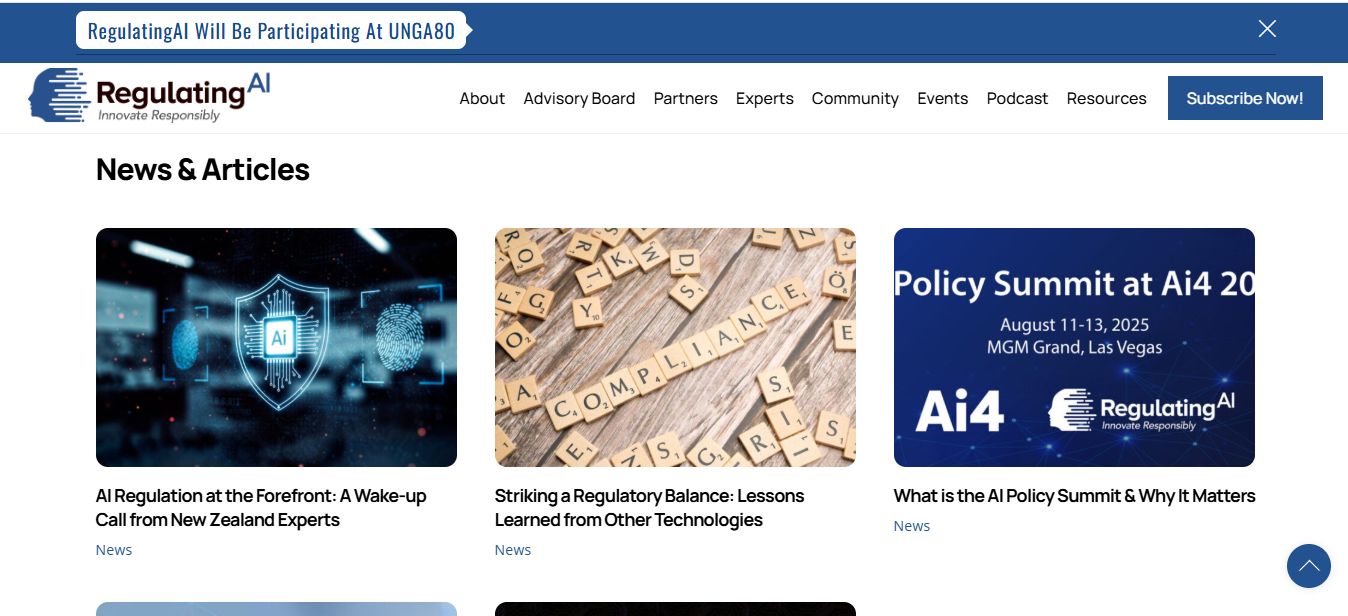 RegulatingAI Will Be Participating At UNGA80
RegulatingAI
Innovate Responsibly
About Advisory Board Partners Experts Community Events Podcast Resources Subscribe Now!
News & Articles
Ai
COMPLIANCE
Policy Summit at Ai4 20
August 11-13, 2025
MGM Grand, Las Vegas
Ai4 RegulatingAI
Innovate Responsibly
AI Regulation at the Forefront: A Wake-up
Call from New Zealand Experts
News
Striking a Regulatory Balance: Lessons
Learned from Other Technologies
News
What is the AI Policy Summit & Why It Matters
News